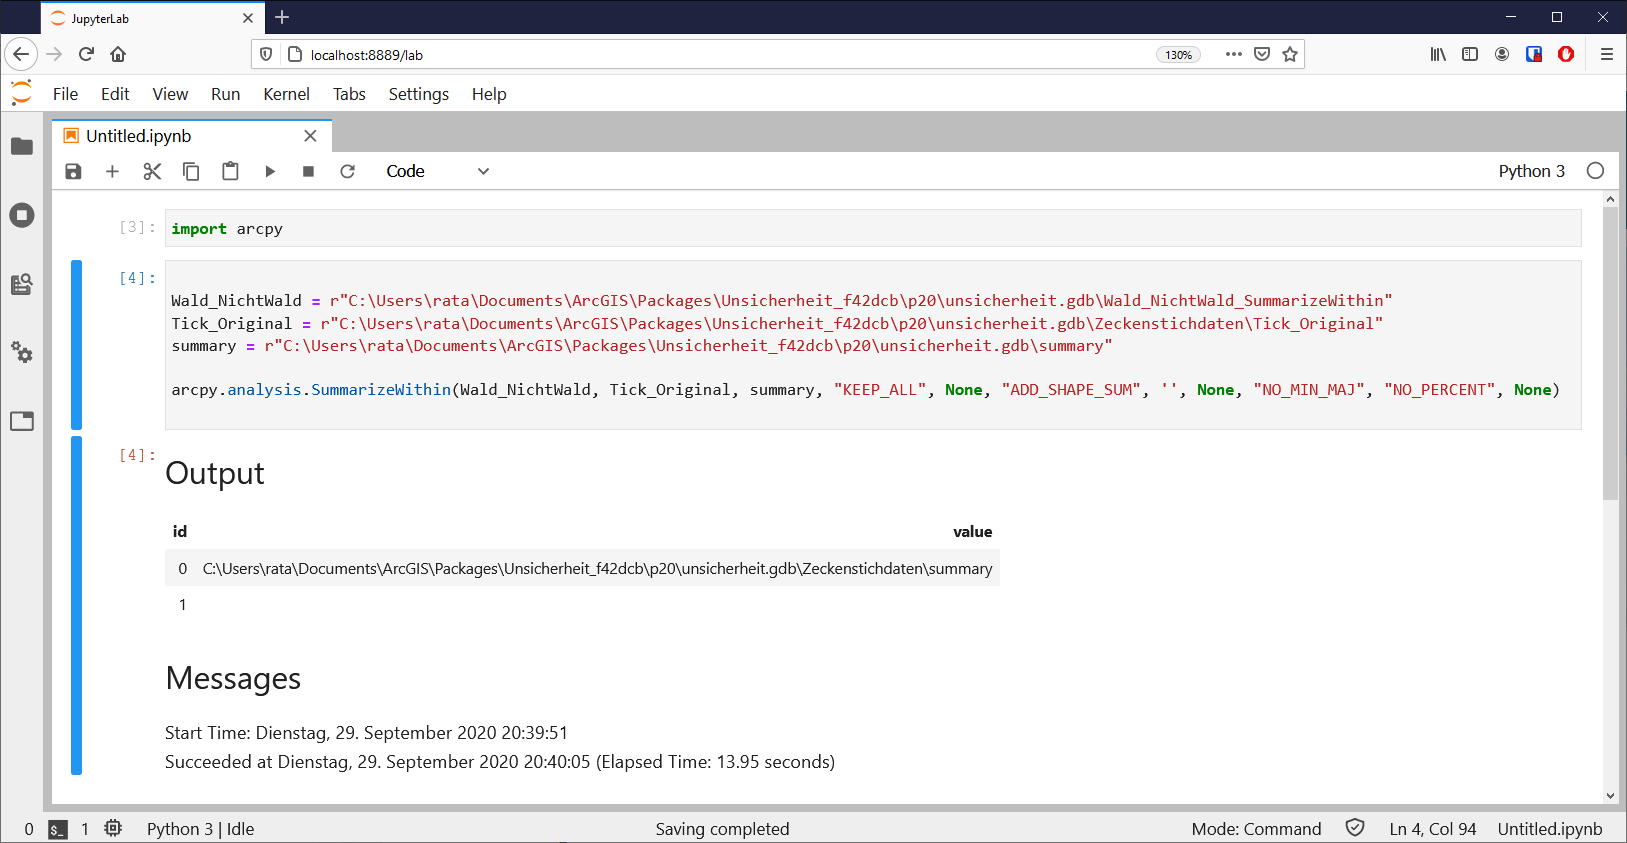 JupyterLab
localhost:8889/lab
130%
File Edit View Run Kernel Tabs Settings Help
Untitled.ipynb
Code
Python 3
[3]:
import arcpy
[4]:
Wald_NichtWald = r"C:\Users\rata\Documents\ArcGIS\Packages\Unsicherheit_f42dcb\p20\unsicherheit.gdb\Wald_NichtWald_SummarizeWithin"
Tick_Original = r"C:\Users\rata\Documents\ArcGIS\Packages\Unsicherheit_f42dcb\p20\unsicherheit.gdb\Zeckenstichdaten\Tick_Original"
summary = r"C:\Users\rata\Documents\ArcGIS\Packages\Unsicherheit_f42dcb\p20\unsicherheit.gdb\summary"
arcpy.analysis.SummarizeWithin(Wald_NichtWald, Tick_Original, summary, "KEEP_ALL", None, "ADD_SHAPE_SUM", '', None, "NO_MIN_MAJ", "NO_PERCENT", None)
[4]:
Output
id value
0 C:\Users\rata\Documents\ArcGIS\Packages\Unsicherheit_f42dcb\p20\unsicherheit.gdb\Zeckenstichdaten\summary
1
Messages
Start Time: Dienstag, 29. September 2020 20:39:51
Succeeded at Dienstag, 29. September 2020 20:40:05 (Elapsed Time: 13.95 seconds)
0 $_ 1 Python 3 | Idle Saving completed Mode: Command Ln 4, Col 94 Untitled.ipynb